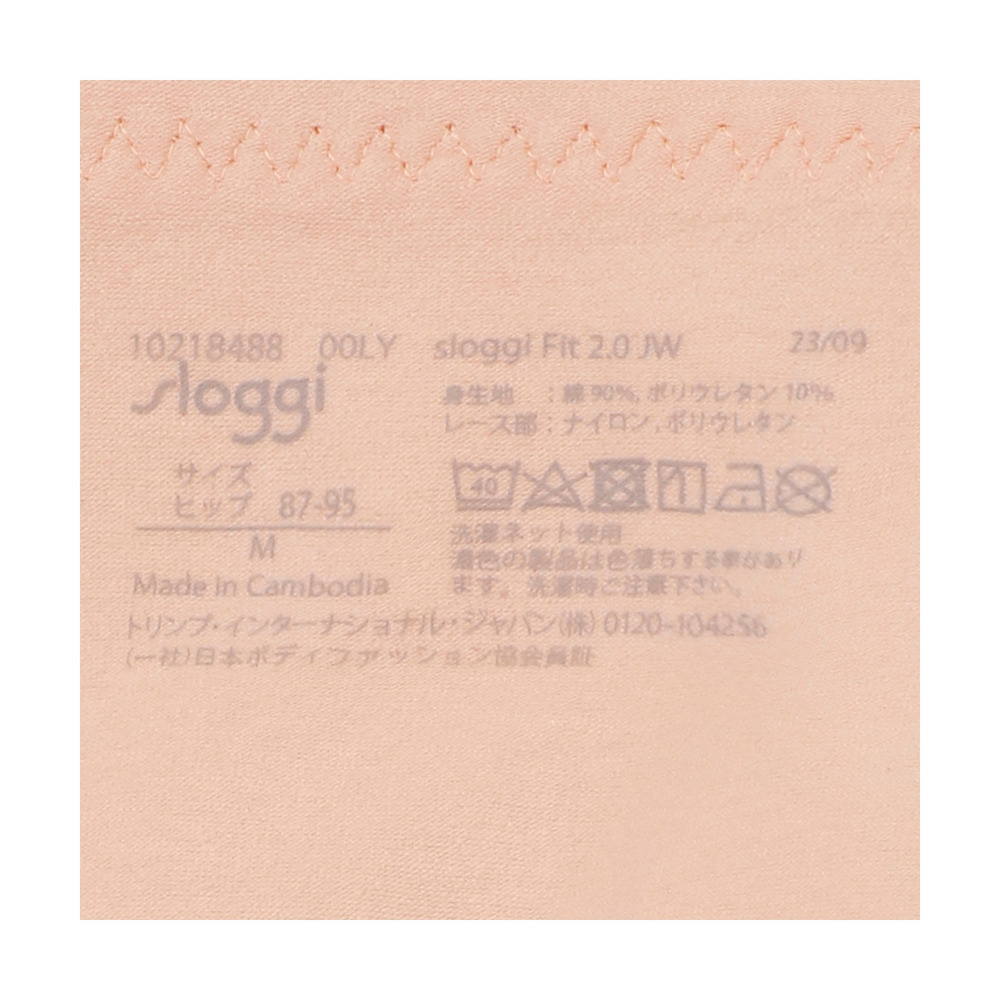 10218488 00LY sloggi Fit 2.0 JW 23/09
sloggi
サイズ
ヒップ 87-95
M
Made in Cambodia
身生地 : 綿 90%, ポリウレタン 10%
レース部 : ナイロン, ポリウレタン
40
洗濯ネット使用
濃色の製品は色落ちする事があり
ます。洗濯時ご注意下さい。
トリンプ・インターナショナル・ジャパン(株) 0120-104256
(一社)日本ボディファッション協会会員証